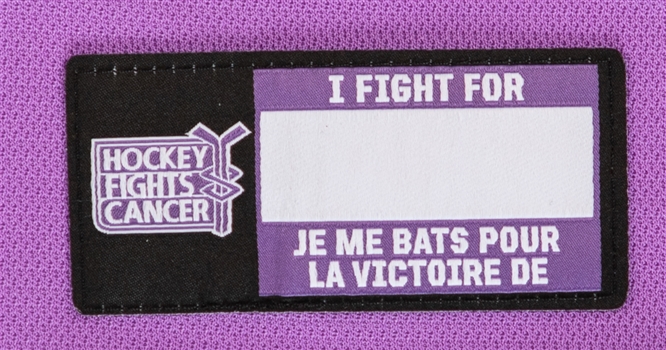 HOCKEY
FIGHTS
CANCER
I FIGHT FOR
JE ME BATS POUR
LA VICTOIRE DE